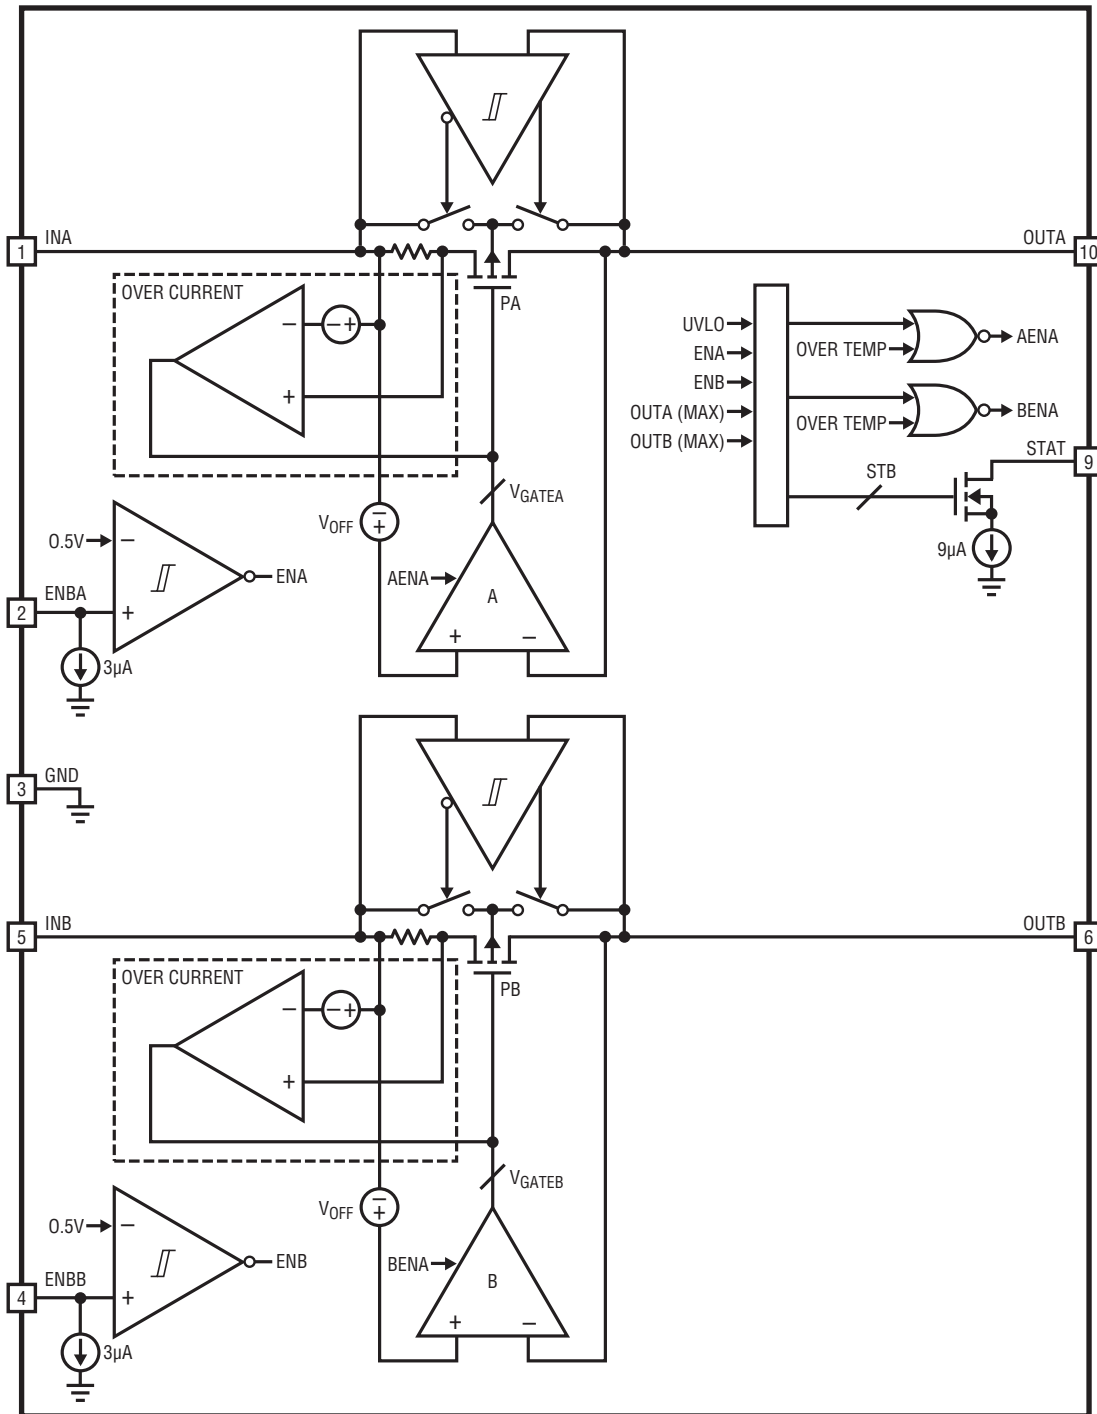 1
INA
OUTA
10
OVER CURRENT
−
− +
+
PA
UVLO
ENA
ENB
OUTA (MAX)
OUTB (MAX)
OVER TEMP
AENA
OVER TEMP
BENA
STAT
9
STB
9µA
VGATEA
VOFF
−
+
0.5V
−
ENA
2
ENBA
+
3µA
AENA
A
+ −
3
GND
5
INB
OUTB
6
OVER CURRENT
−
− +
+
PB
VGATEB
VOFF
−
+
0.5V
−
ENB
4
ENBB
+
3µA
BENA
B
+ −